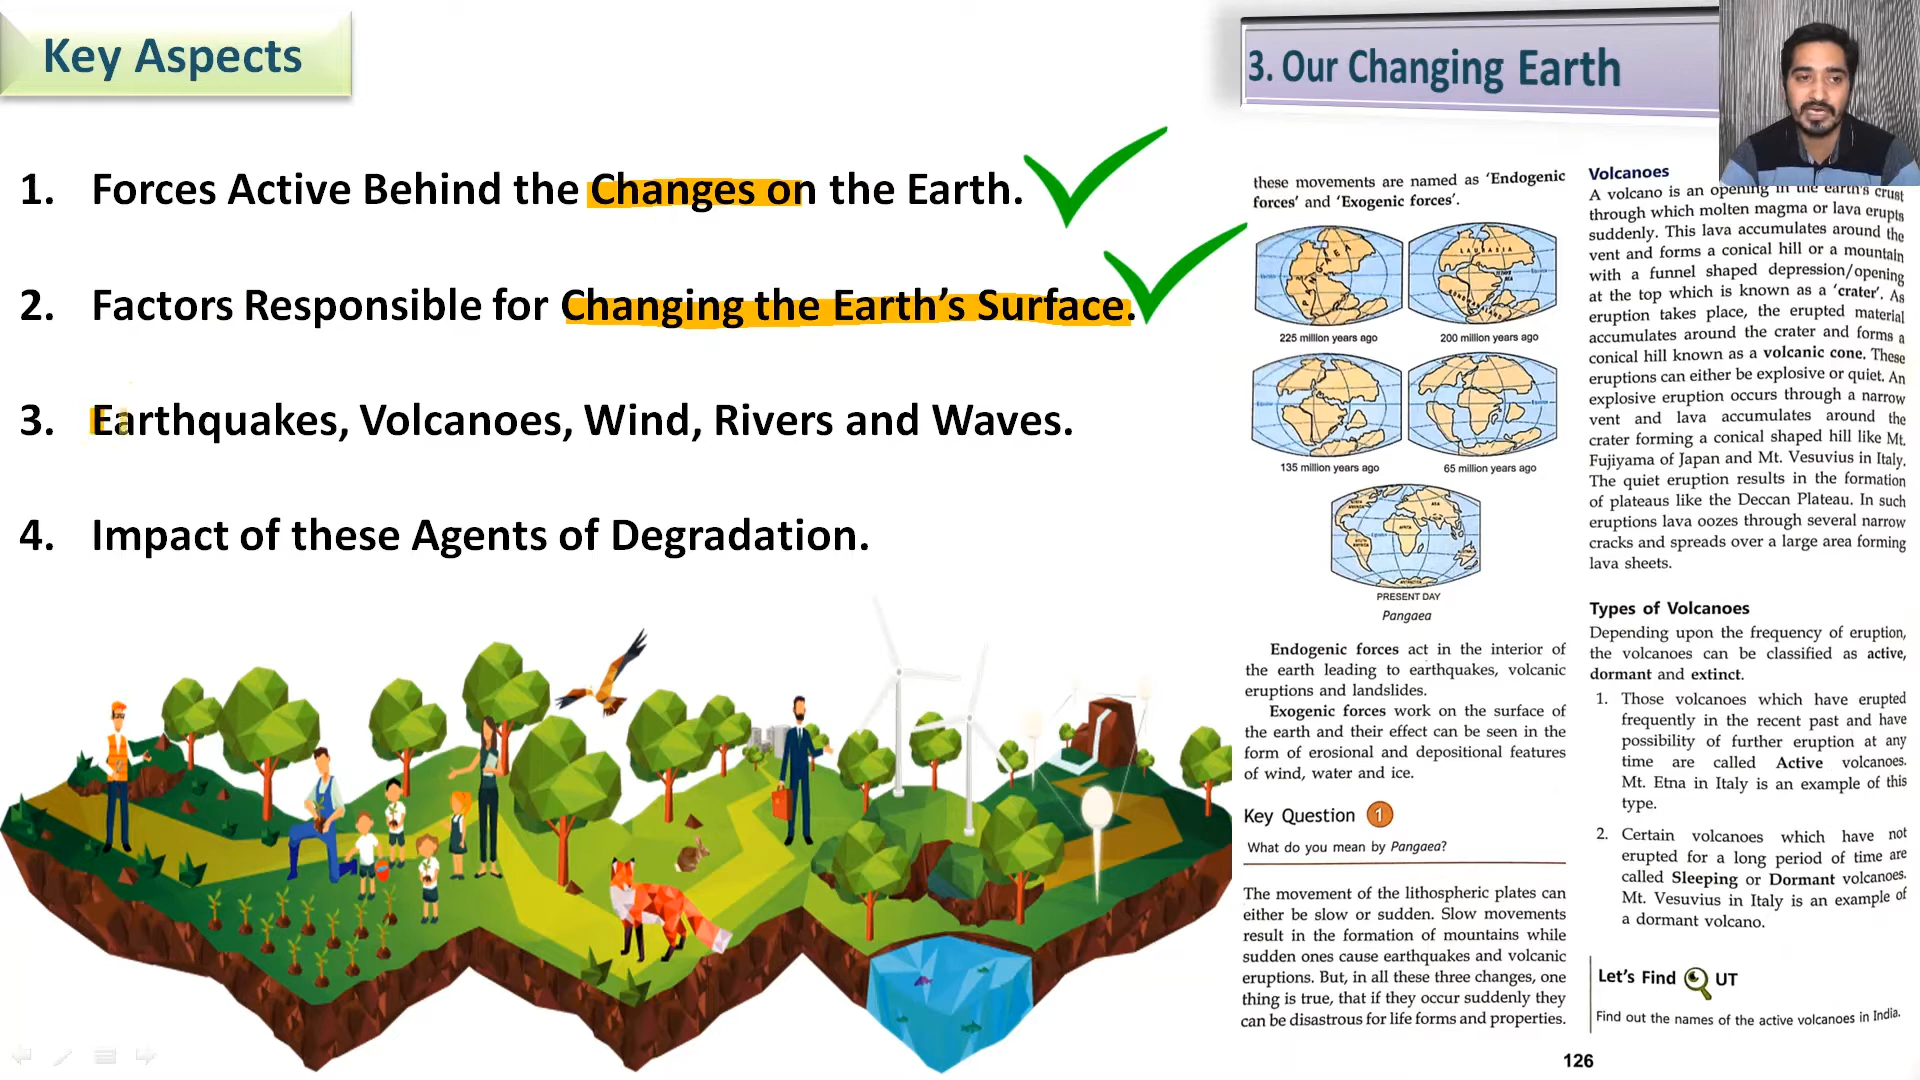 Key Aspects
1. Forces Active Behind the Changes on the Earth.
2. Factors Responsible for Changing the Earth’s Surface.
3. Earthquakes, Volcanoes, Wind, Rivers and Waves.
4. Impact of these Agents of Degradation.
3. Our Changing Earth
these movements are named as ‘Endogenic
forces’ and ‘Exogenic forces’.
PANGAEA
LAURASIA
225 million years ago
200 million years ago
135 million years ago
65 million years ago
AFRICA
ASIA
PRESENT DAY
Pangaea
Endogenic forces act in the interior of
the earth leading to earthquakes, volcanic
eruptions and landslides.
Exogenic forces work on the surface of
the earth and their effect can be seen in the
form of erosional and depositional features
of wind, water and ice.
Key Question 1
What do you mean by Pangaea?
The movement of the lithospheric plates can
either be slow or sudden. Slow movements
result in the formation of mountains while
sudden ones cause earthquakes and volcanic
eruptions. But, in all these three changes, one
thing is true, that if they occur suddenly they
can be disastrous for life forms and properties.
Volcanoes
A volcano is an opening in the earth's crust
through which molten magma or lava erupts
suddenly. This lava accumulates around the
vent and forms a conical hill or a mountain
with a funnel shaped depression/opening
at the top which is known as a ‘crater’. As
eruption takes place, the erupted material
accumulates around the crater and forms a
conical hill known as a volcanic cone. These
eruptions can either be explosive or quiet. An
explosive eruption occurs through a narrow
vent and lava accumulates around the
crater forming a conical shaped hill like Mt.
Fujiyama of Japan and Mt. Vesuvius in Italy.
The quiet eruption results in the formation
of plateaus like the Deccan Plateau. In such
eruptions lava oozes through several narrow
cracks and spreads over a large area forming
lava sheets.
Types of Volcanoes
Depending upon the frequency of eruption,
the volcanoes can be classified as active,
dormant and extinct.
1. Those volcanoes which have erupted
frequently in the recent past and have
possibility of further eruption at any
time are called Active volcanoes.
Mt. Etna in Italy is an example of this
type.
2. Certain volcanoes which have not
erupted for a long period of time are
called Sleeping or Dormant volcanoes.
Mt. Vesuvius in Italy is an example of
a dormant volcano.
Let's Find UT
Find out the names of the active volcanoes in India.
126